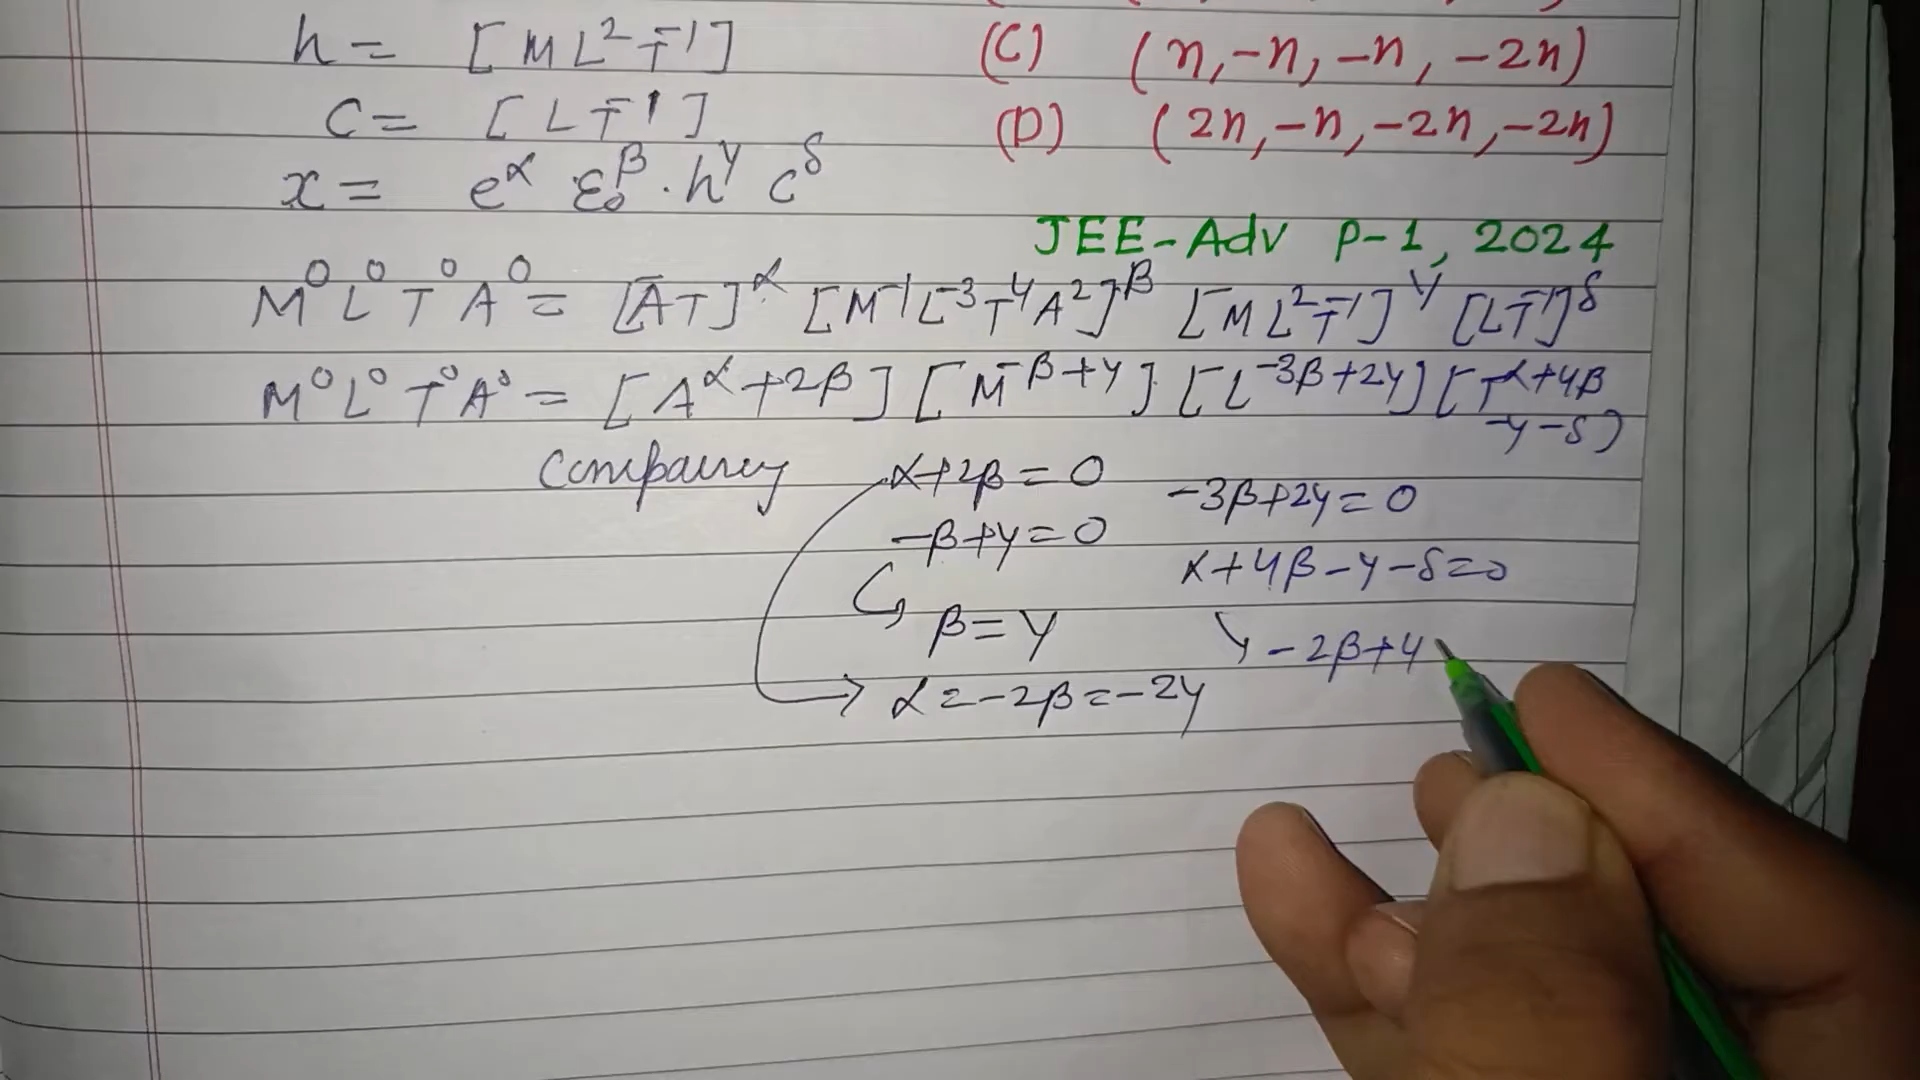 h = [ML²T⁻¹]
(C) (n, -n, -n, -2n)
C = [LT⁻¹]
(D) (2n, -n, -2n, -2n)
x = e^α ε₀^β · h^γ c^δ
JEE-Adv P-1, 2024
M⁰L⁰T⁰A⁰ = [AT]^α [M⁻¹L⁻³T⁴A²]^β [ML²T⁻¹]^γ [LT⁻¹]^δ
M⁰L⁰T⁰A⁰ = [A^α+2β] [M^-β+γ] [L^-3β+2γ] [T^α+4β
-γ-δ]
Comparing α+2β=0
-3β+2γ=0
-β+γ=0
α+4β-γ-δ=0
β=γ
-2β+4
α=-2β=-2γ